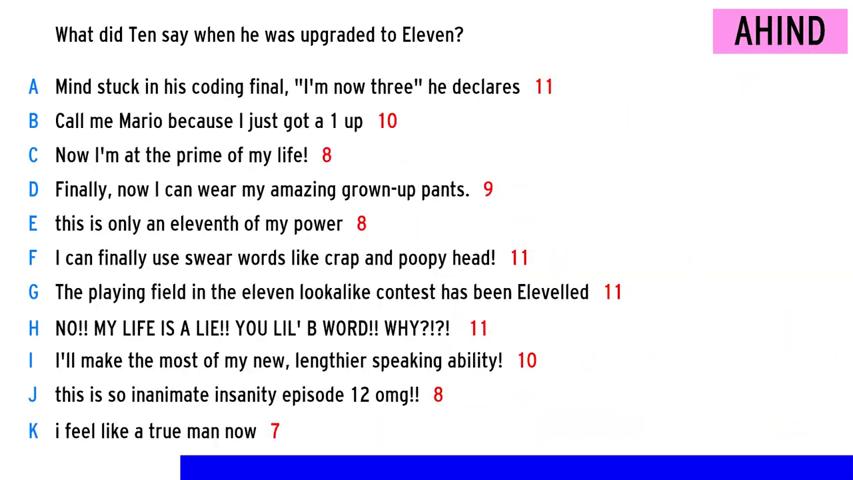 What did Ten say when he was upgraded to Eleven?
AHIND
A Mind stuck in his coding final, "I'm now three" he declares 11
B Call me Mario because I just got a 1 up 10
C Now I'm at the prime of my life! 8
D Finally, now I can wear my amazing grown-up pants. 9
E this is only an eleventh of my power 8
F I can finally use swear words like crap and poopy head! 11
G The playing field in the eleven lookalike contest has been Elevelled 11
H NO!! MY LIFE IS A LIE!! YOU LIL' B WORD!! WHY?!?! 11
I I'll make the most of my new, lengthier speaking ability! 10
J this is so inanimate insanity episode 12 omg!! 8
K i feel like a true man now 7